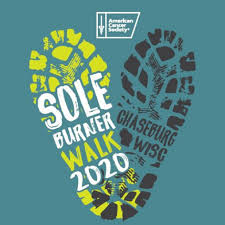 American
Cancer
Society®
SOLE
BURNER
WALK
2020
CHASEBURG
WISC